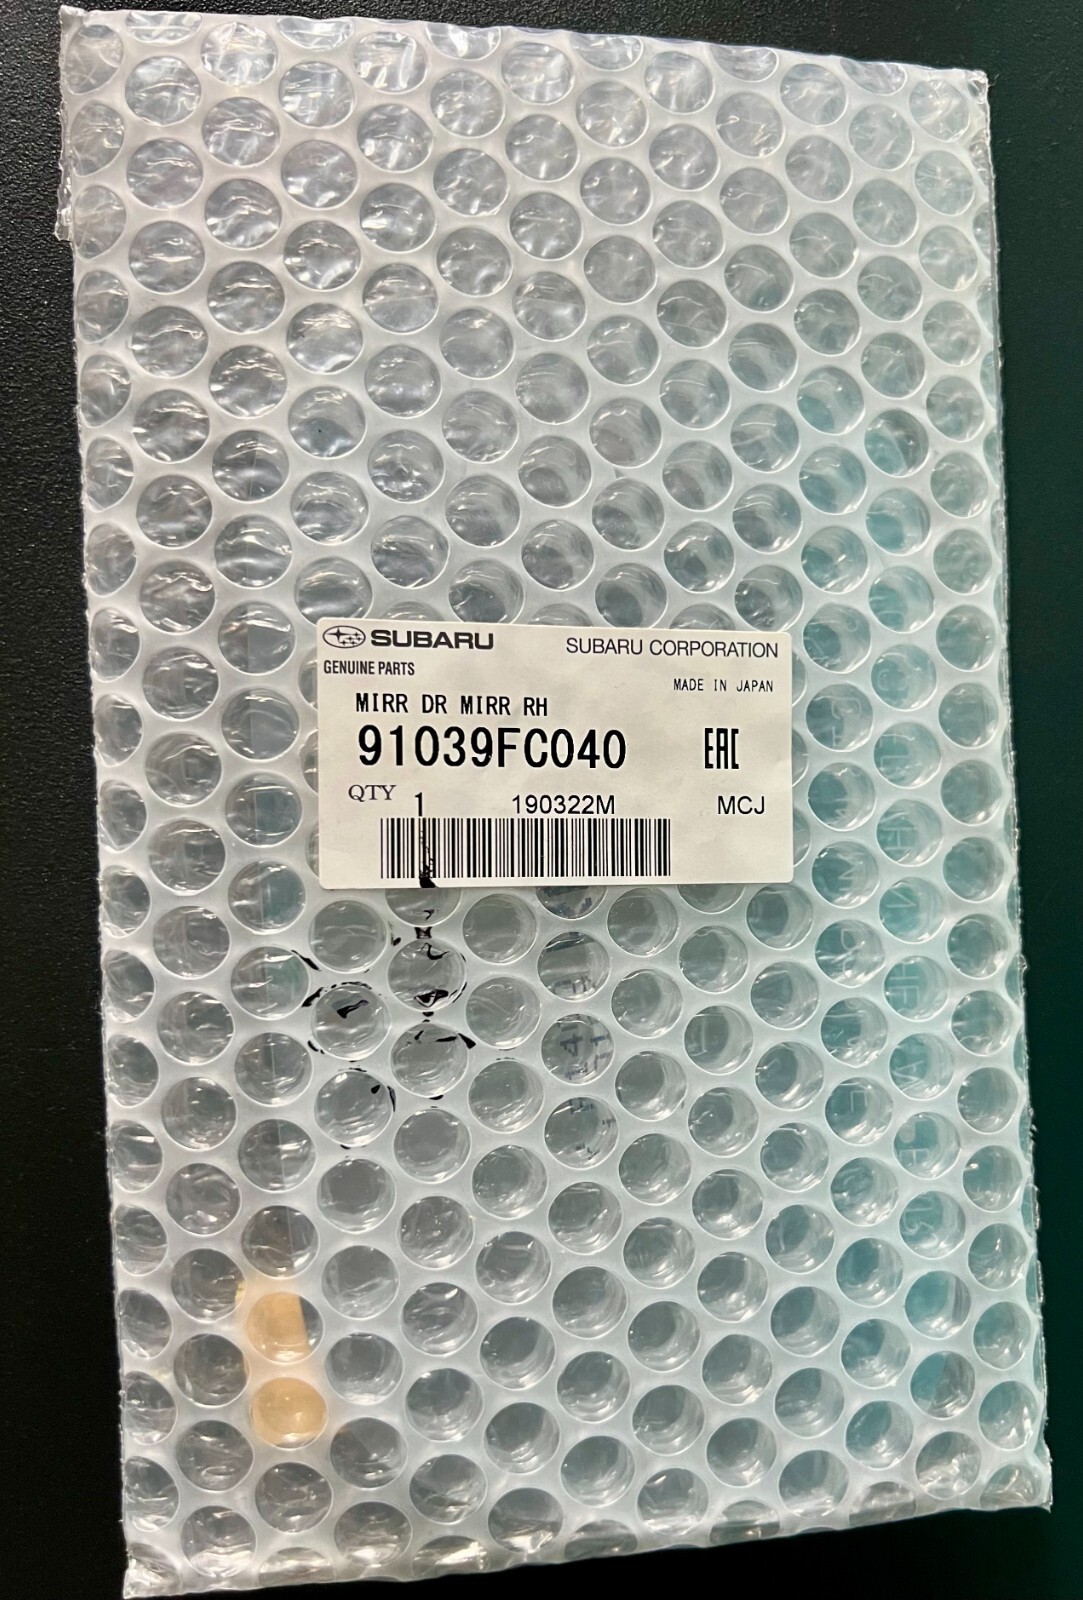 SUBARU
SUBARU CORPORATION
GENUINE PARTS
MADE IN JAPAN
MIRR DR MIRR RH
91039FC040
EAC
QTY 1 190322M MCJ